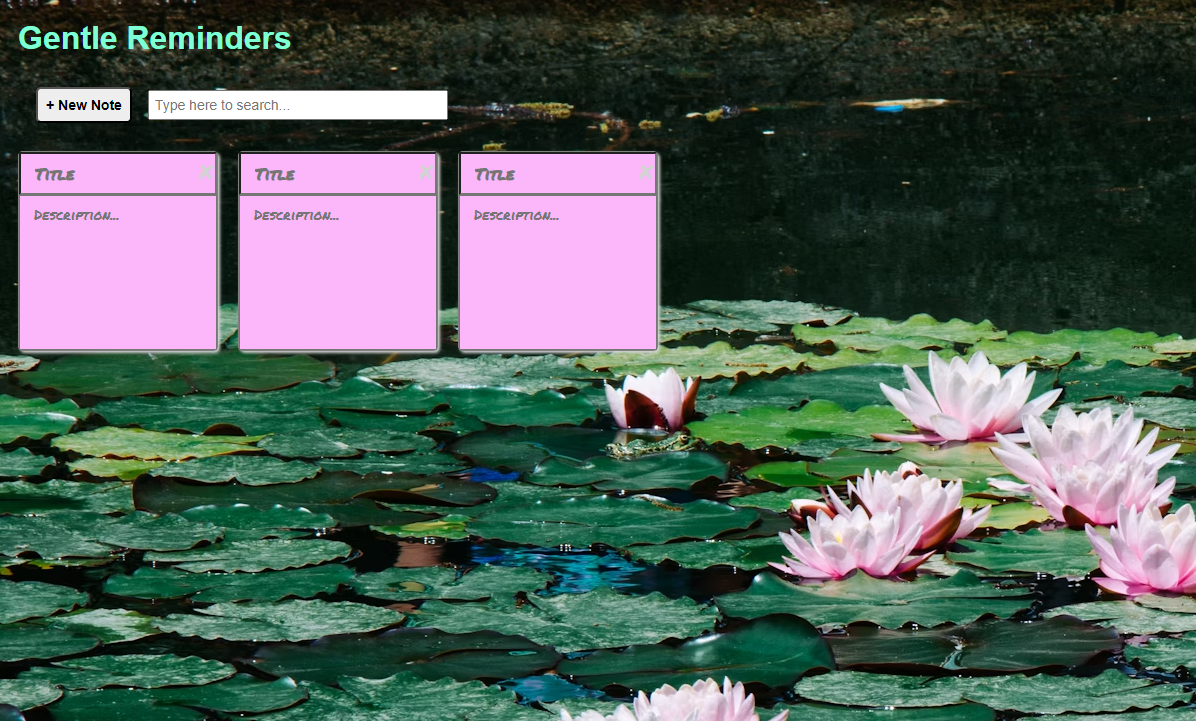 Gentle Reminders
+ New Note
Type here to search...
Title x Title x Title x
Description... Description... Description...